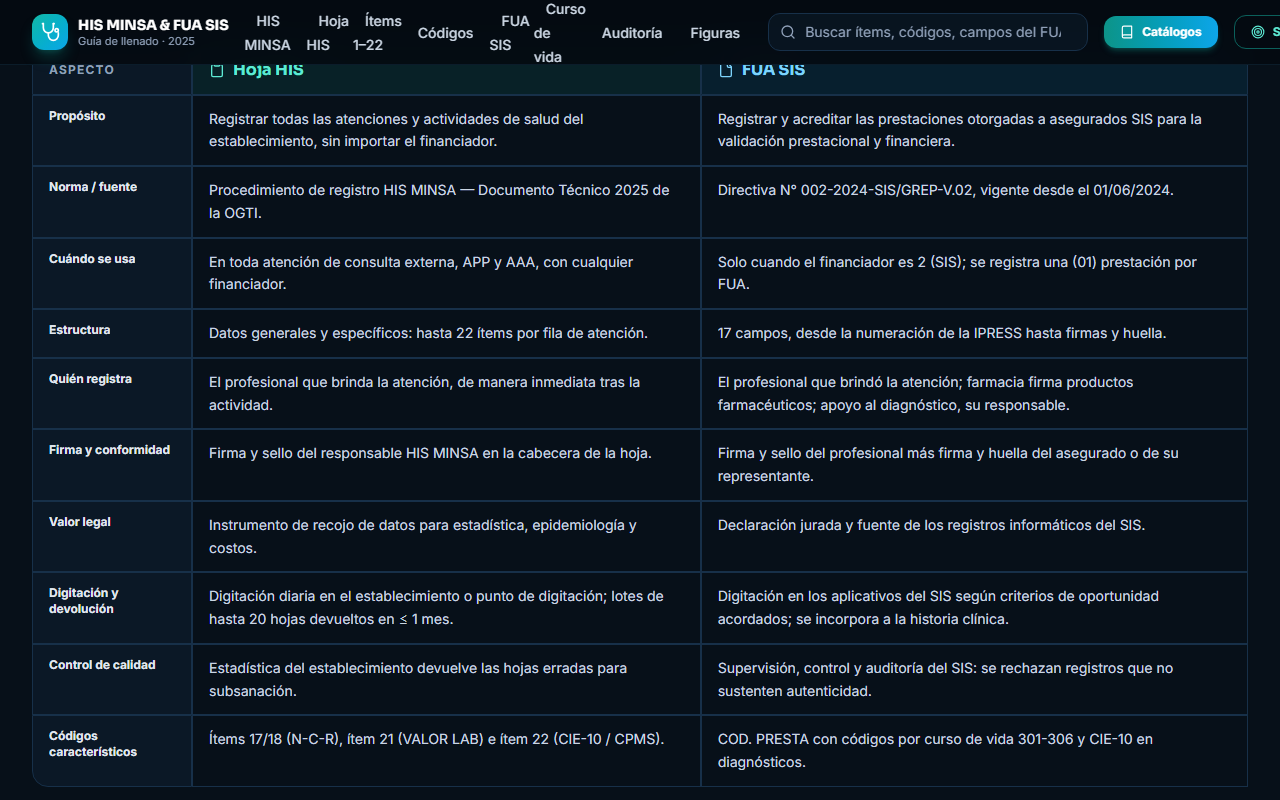 HIS MINSA & FUA SIS
Guía de llenado · 2025
HIS MINSA
Hoja HIS
Ítems 1–22
Códigos
FUA SIS
Curso de vida
Auditoría
Figuras
Buscar ítems, códigos, campos del FU
Catálogos
S
ASPECTO
Hoja HIS
FUA SIS
Propósito
Registrar todas las atenciones y actividades de salud del
establecimiento, sin importar el financiador.
Registrar y acreditar las prestaciones otorgadas a asegurados SIS para la
validación prestacional y financiera.
Norma / fuente
Procedimiento de registro HIS MINSA — Documento Técnico 2025 de
la OGTI.
Directiva N° 002-2024-SIS/GREP-V.02, vigente desde el 01/06/2024.
Cuándo se usa
En toda atención de consulta externa, APP y AAA, con cualquier
financiador.
Solo cuando el financiador es 2 (SIS); se registra una (01) prestación por
FUA.
Estructura
Datos generales y específicos: hasta 22 ítems por fila de atención.
17 campos, desde la numeración de la IPRESS hasta firmas y huella.
Quién registra
El profesional que brinda la atención, de manera inmediata tras la
actividad.
El profesional que brindó la atención; farmacia firma productos
farmacéuticos; apoyo al diagnóstico, su responsable.
Firma y conformidad
Firma y sello del responsable HIS MINSA en la cabecera de la hoja.
Firma y sello del profesional más firma y huella del asegurado o de su
representante.
Valor legal
Instrumento de recojo de datos para estadística, epidemiología y
costos.
Declaración jurada y fuente de los registros informáticos del SIS.
Digitación y
devolución
Digitación diaria en el establecimiento o punto de digitación; lotes de
hasta 20 hojas devueltos en ≤ 1 mes.
Digitación en los aplicativos del SIS según criterios de oportunidad
acordados; se incorpora a la historia clínica.
Control de calidad
Estadística del establecimiento devuelve las hojas erradas para
subsanación.
Supervisión, control y auditoría del SIS: se rechazan registros que no
sustenten autenticidad.
Códigos
característicos
Ítems 17/18 (N-C-R), ítem 21 (VALOR LAB) e ítem 22 (CIE-10 / CPMS).
COD. PRESTA con códigos por curso de vida 301-306 y CIE-10 en
diagnósticos.